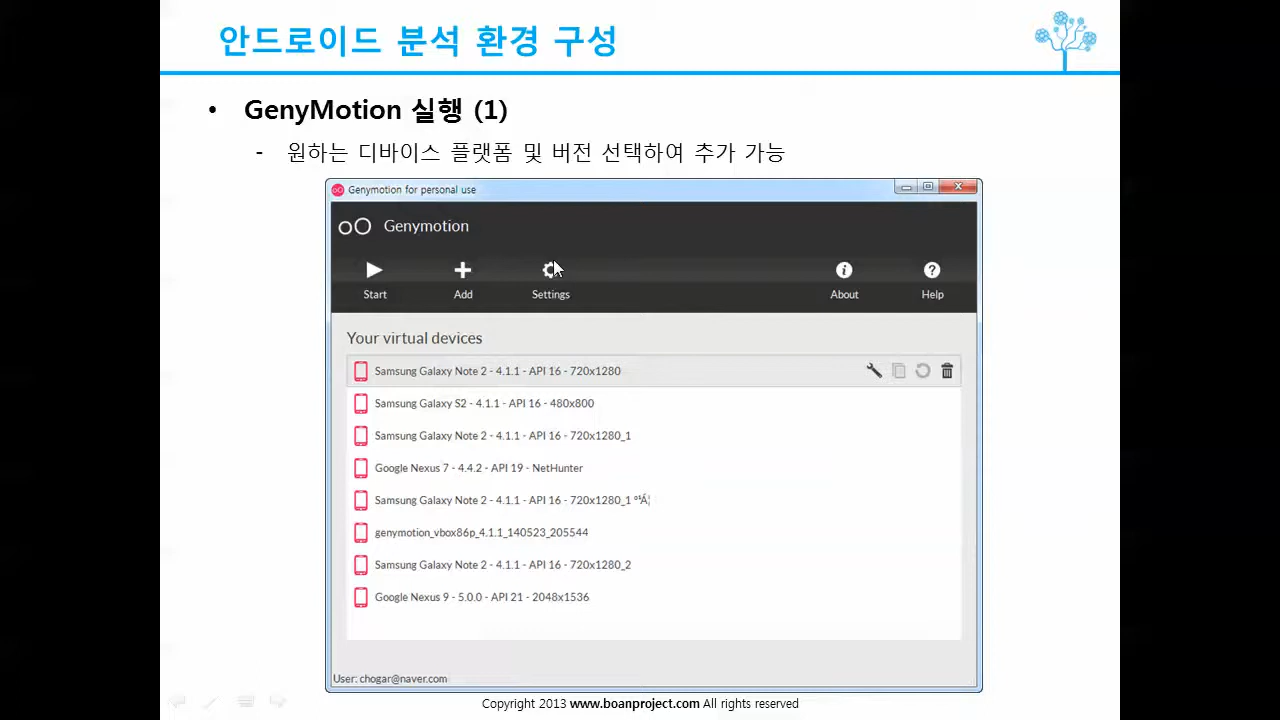 안드로이드 분석 환경 구성
• GenyMotion 실행 (1)
- 원하는 디바이스 플랫폼 및 버전 선택하여 추가 가능
Genymotion for personal use
Genymotion
Start Add Settings About Help
Your virtual devices
Samsung Galaxy Note 2 - 4.1.1 - API 16 - 720x1280
Samsung Galaxy S2 - 4.1.1 - API 16 - 480x800
Samsung Galaxy Note 2 - 4.1.1 - API 16 - 720x1280_1
Google Nexus 7 - 4.4.2 - API 19 - NetHunter
Samsung Galaxy Note 2 - 4.1.1 - API 16 - 720x1280_1
genymotion_vbox86p_4.1.1_140523_205544
Samsung Galaxy Note 2 - 4.1.1 - API 16 - 720x1280_2
Google Nexus 9 - 5.0.0 - API 21 - 2048x1536
User: chogar@naver.com
Copyright 2013 www.boanproject.com All rights reserved